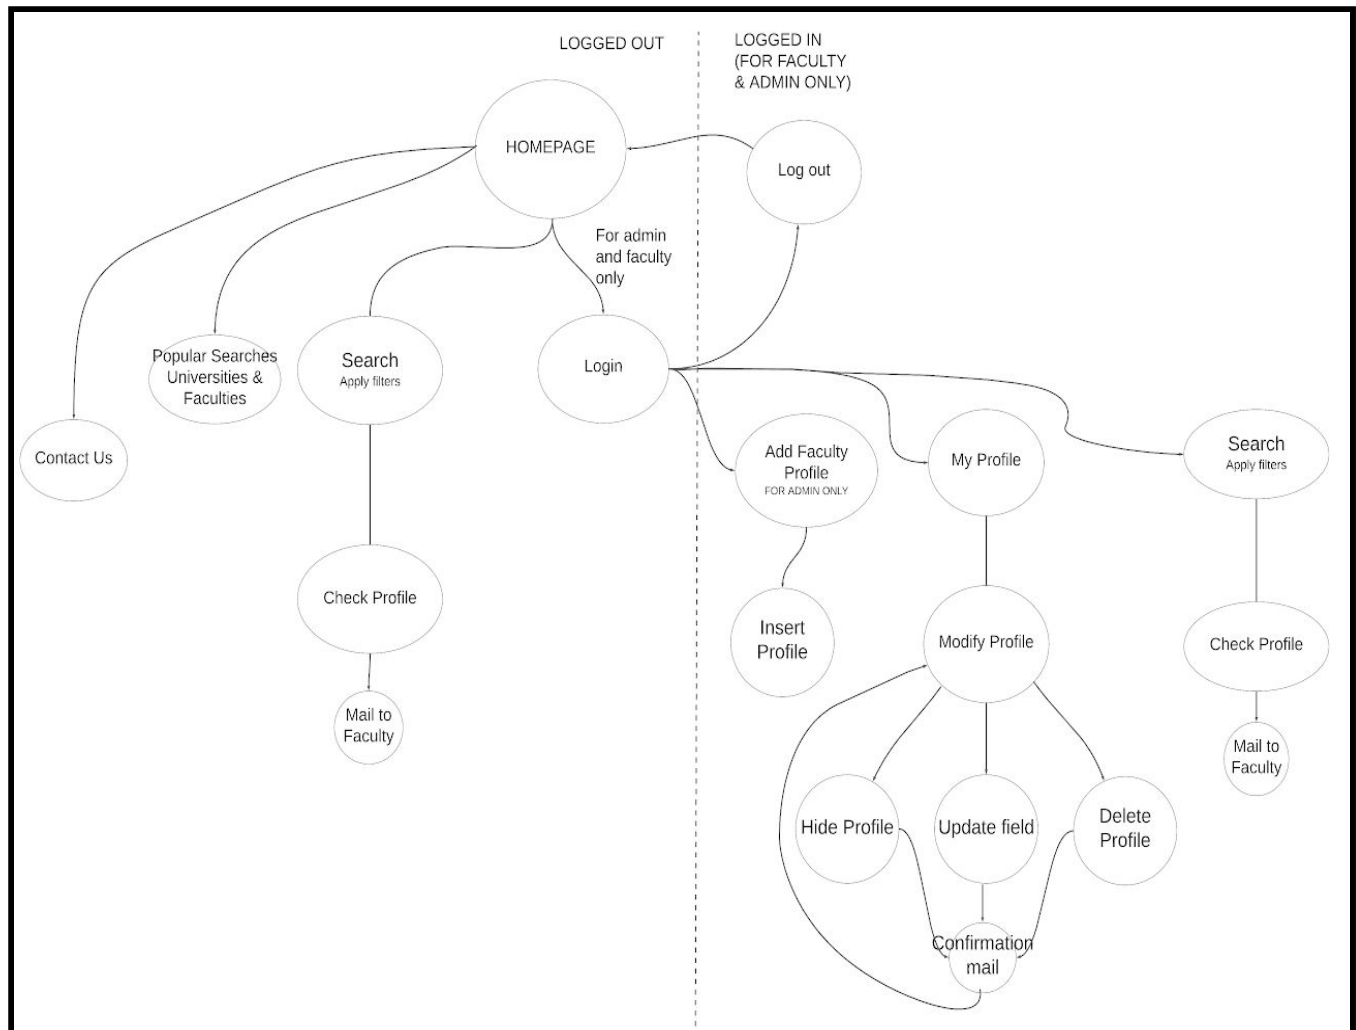 LOGGED OUT
LOGGED IN
(FOR FACULTY
& ADMIN ONLY)
HOMEPAGE
Log out
For admin
and faculty
only
Popular Searches
Universities &
Faculties
Search
Apply filters
Login
Contact Us
Add Faculty
Profile
FOR ADMIN ONLY
My Profile
Search
Apply filters
Check Profile
Insert
Profile
Modify Profile
Check Profile
Mail to
Faculty
Mail to
Faculty
Hide Profile
Update field
Delete
Profile
Confirmation
mail